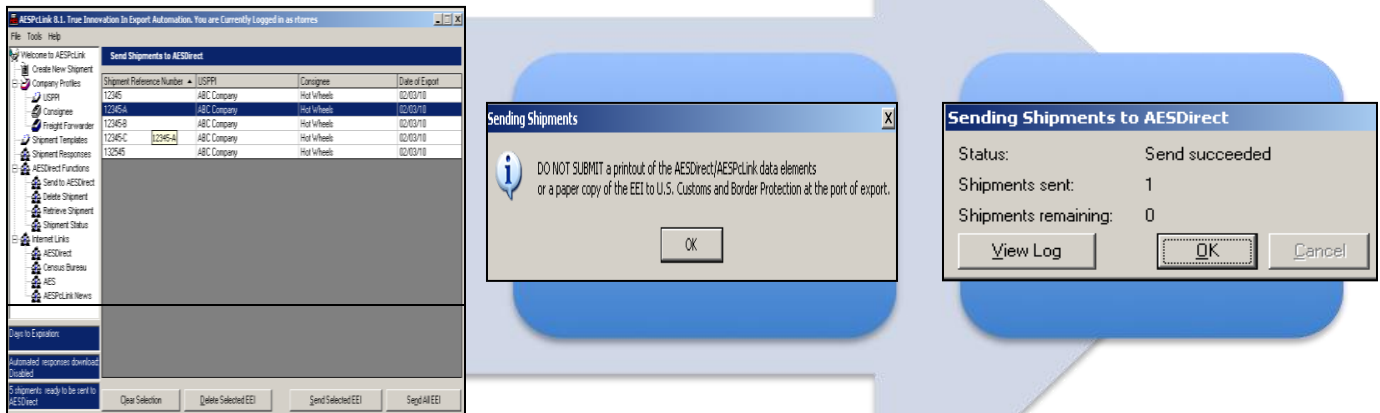 AESPcLink 8.1. True Innovation In Export Automation. You are Currently Logged in as rtorres
File Tools Help
Welcome to AESPcLink
Create New Shipment
Company Profiles
USPPI
Consignee
Freight Forwarder
Shipment Templates
Shipment Responses
AESDirect Functions
Send to AESDirect
Delete Shipment
Retrieve Shipment
Shipment Status
Internet Links
AESDirect
Census Bureau
AES
AESPcLink News
Days to Expiration:
Automated responses download:
Disabled
5 shipments ready to be sent to
AESDirect
Send Shipments to AESDirect
Shipment Reference Number USPPI Consignee Date of Export
12345 ABC Company Hot Wheels 02/03/10
12345-A ABC Company Hot Wheels 02/03/10
12345-B ABC Company Hot Wheels 02/03/10
12345-C 12345-A ABC Company Hot Wheels 02/03/10
132545 ABC Company Hot Wheels 02/03/10
Clear Selection Delete Selected EEI Send Selected EEI Send All EEI
Sending Shipments X
DO NOT SUBMIT a printout of the AESDirect/AESPcLink data elements
or a paper copy of the EEI to U.S. Customs and Border Protection at the port of export.
OK
Sending Shipments to AESDirect
Status: Send succeeded
Shipments sent: 1
Shipments remaining: 0
View Log OK Cancel